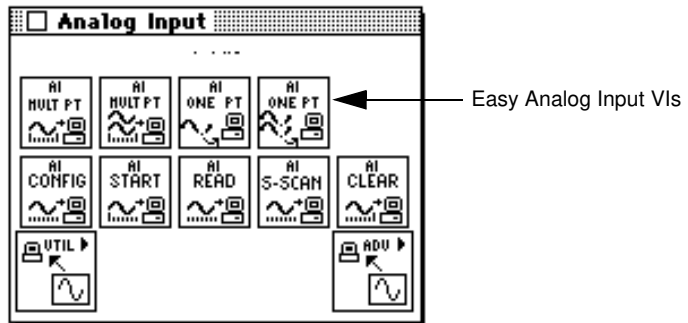 Analog Input
AI MULT PT
AI MULT PT
AI ONE PT
AI ONE PT
Easy Analog Input VIs
AI CONFIG
AI START
AI READ
AI S-SCAN
AI CLEAR
UTIL
ADV